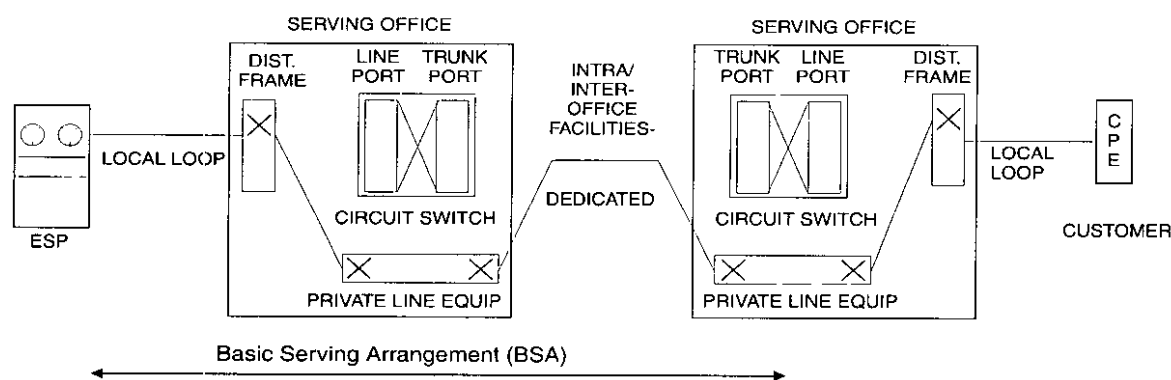 SERVING OFFICE
DIST.
FRAME
LINE
PORT
TRUNK
PORT
LOCAL LOOP
ESP
CIRCUIT SWITCH
PRIVATE LINE EQUIP
INTRA/
INTER-
OFFICE
FACILITIES-
DEDICATED
SERVING OFFICE
TRUNK
PORT
LINE
PORT
DIST.
FRAME
CIRCUIT SWITCH
PRIVATE LINE EQUIP
LOCAL
LOOP
CPE
CUSTOMER
Basic Serving Arrangement (BSA)